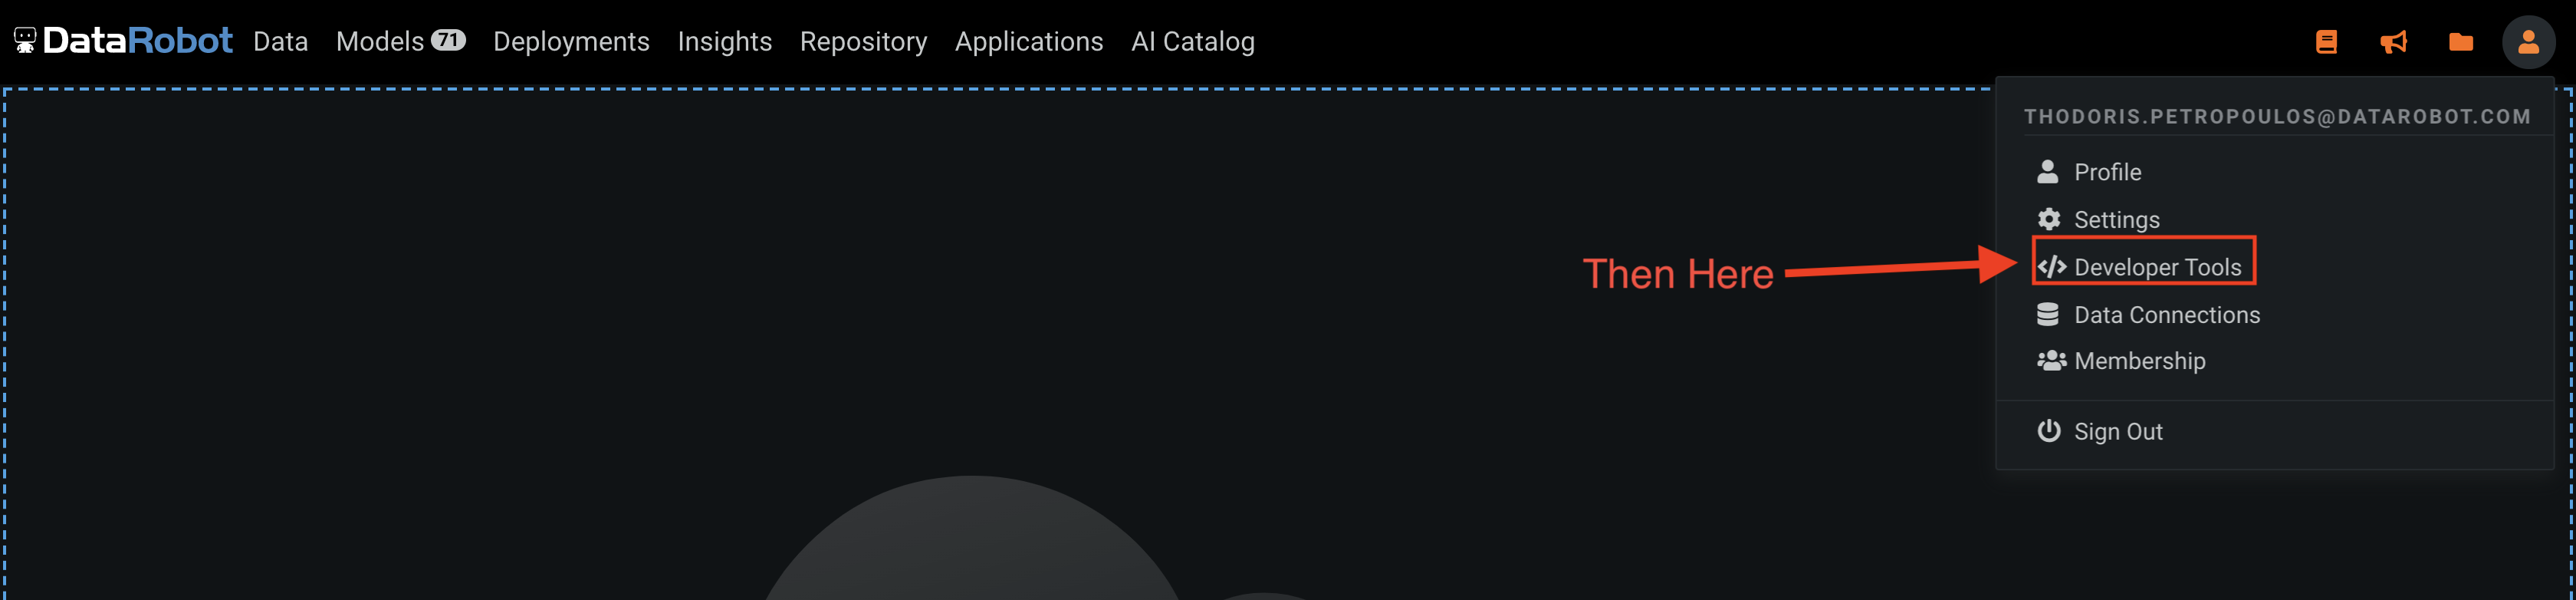 DataRobot Data Models 71 Deployments Insights Repository Applications AI Catalog
THODORIS.PETROPOULOS@DATAROBOT.COM
Profile
Settings
Then Here
Developer Tools
Data Connections
Membership
Sign Out